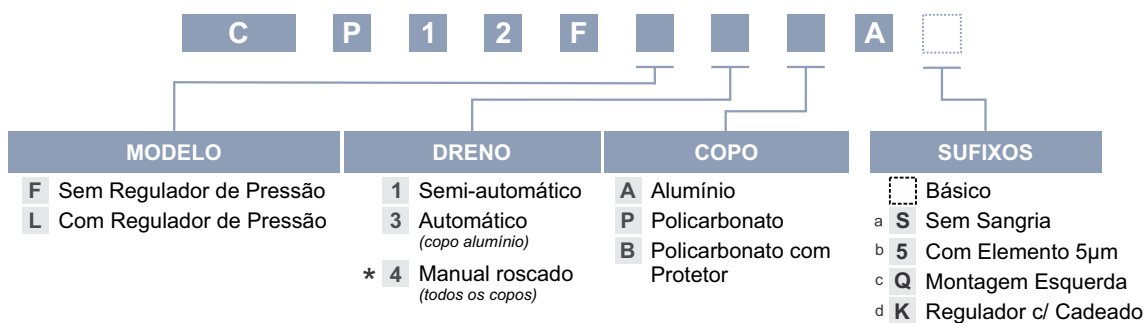 C P 1 2 F A
MODELO
F Sem Regulador de Pressão
L Com Regulador de Pressão
DRENO
1 Semi-automático
3 Automático
(copo alumínio)
* 4 Manual roscado
(todos os copos)
COPO
A Alumínio
P Policarbonato
B Policarbonato com
Protetor
SUFIXOS
Básico
a S Sem Sangria
b 5 Com Elemento 5µm
c Q Montagem Esquerda
d K Regulador c/ Cadeado